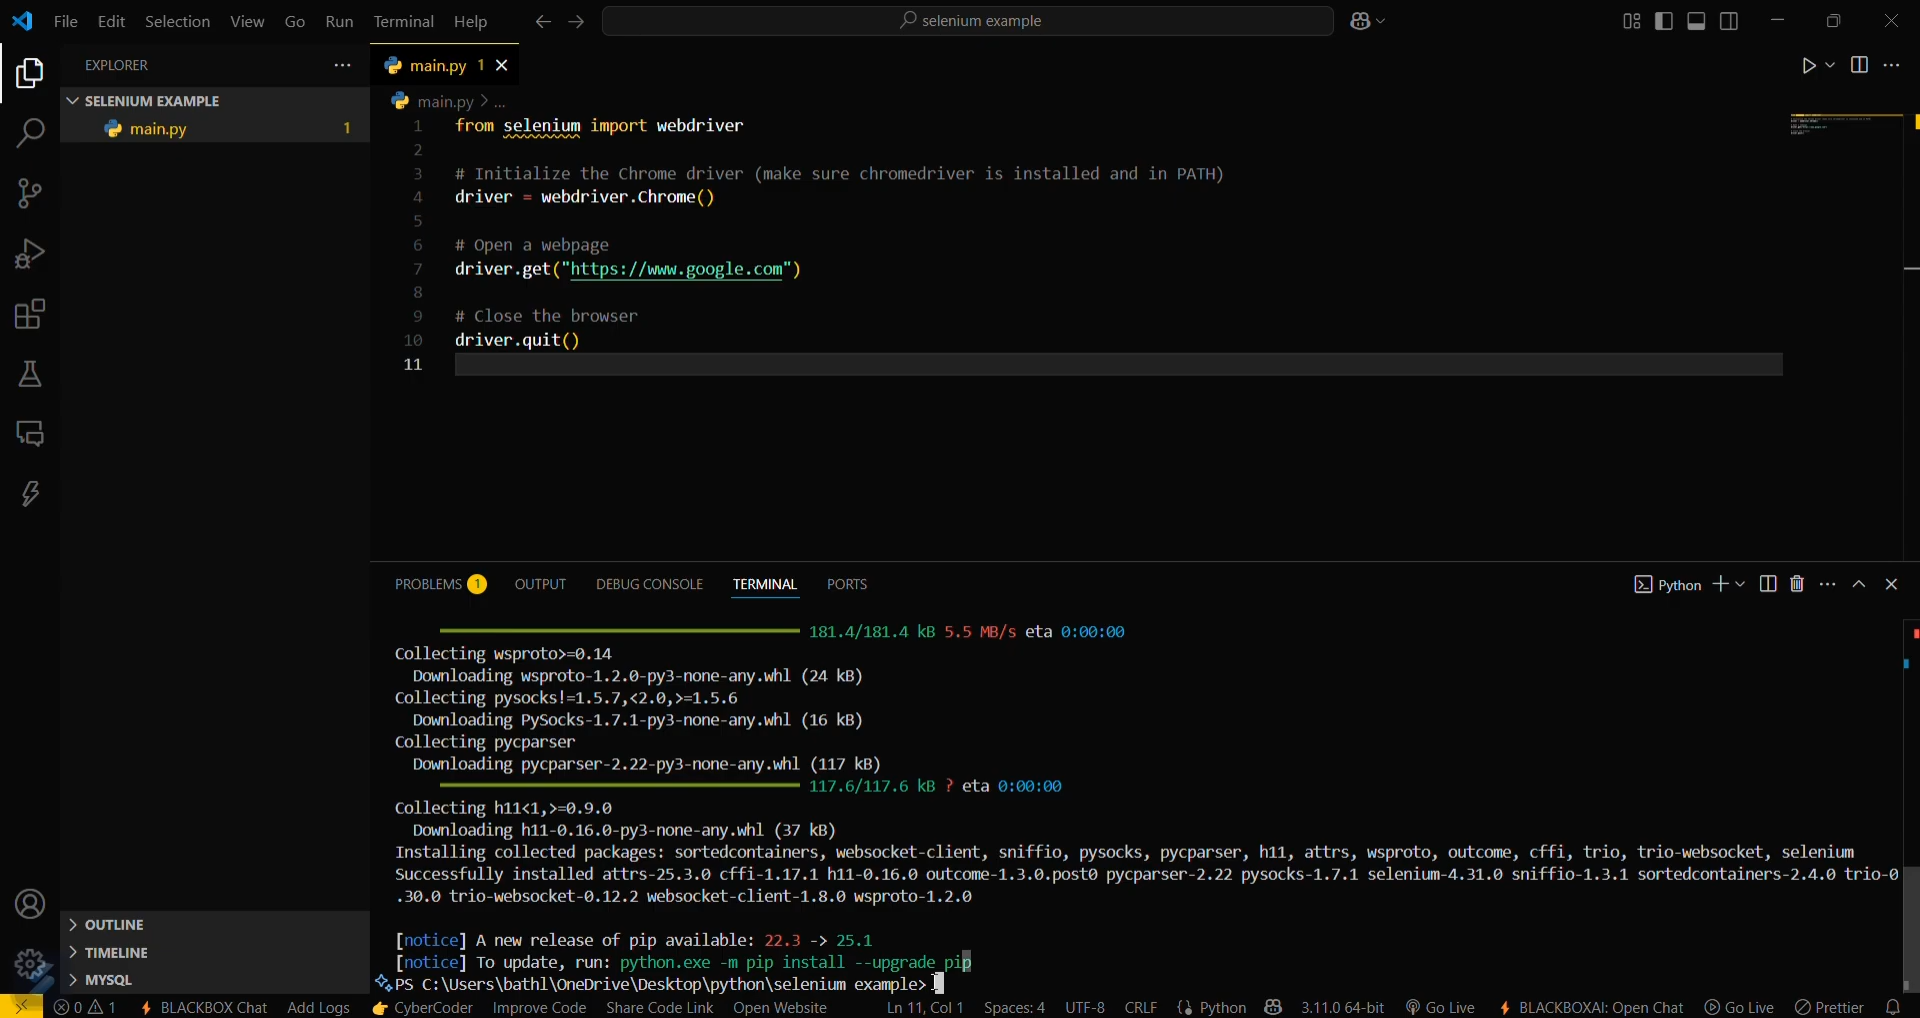 File Edit Selection View Go Run Terminal Help
selenium example
EXPLORER
SELENIUM EXAMPLE
main.py 1
main.py 1
main.py > ...
1 from selenium import webdriver
2
3 # Initialize the Chrome driver (make sure chromedriver is installed and in PATH)
4 driver = webdriver.Chrome()
5
6 # Open a webpage
7 driver.get("https://www.google.com")
8
9 # Close the browser
10 driver.quit()
11
PROBLEMS 1 OUTPUT DEBUG CONSOLE TERMINAL PORTS
Python
181.4/181.4 kB 5.5 MB/s eta 0:00:00
Collecting wsproto>=0.14
Downloading wsproto-1.2.0-py3-none-any.whl (24 kB)
Collecting pysocks!=1.5.7,<2.0,>=1.5.6
Downloading PySocks-1.7.1-py3-none-any.whl (16 kB)
Collecting pycparser
Downloading pycparser-2.22-py3-none-any.whl (117 kB)
117.6/117.6 kB ? eta 0:00:00
Collecting h11<1,>=0.9.0
Downloading h11-0.16.0-py3-none-any.whl (37 kB)
Installing collected packages: sortedcontainers, websocket-client, sniffio, pysocks, pycparser, h11, attrs, wsproto, outcome, cffi, trio, trio-websocket, selenium
Successfully installed attrs-25.3.0 cffi-1.17.1 h11-0.16.0 outcome-1.3.0.post0 pycparser-2.22 pysocks-1.7.1 selenium-4.31.0 sniffio-1.3.1 sortedcontainers-2.4.0 trio-0
.30.0 trio-websocket-0.12.2 websocket-client-1.8.0 wsproto-1.2.0
[notice] A new release of pip available: 22.3 -> 25.1
[notice] To update, run: python.exe -m pip install --upgrade pip
PS C:\Users\bathl\OneDrive\Desktop\python\selenium example>
OUTLINE
TIMELINE
MYSQL
0 1 BLACKBOX Chat Add Logs CyberCoder Improve Code Share Code Link Open Website Ln 11, Col 1 Spaces: 4 UTF-8 CRLF {} Python 3.11.0 64-bit Go Live BLACKBOXAI: Open Chat Go Live Prettier